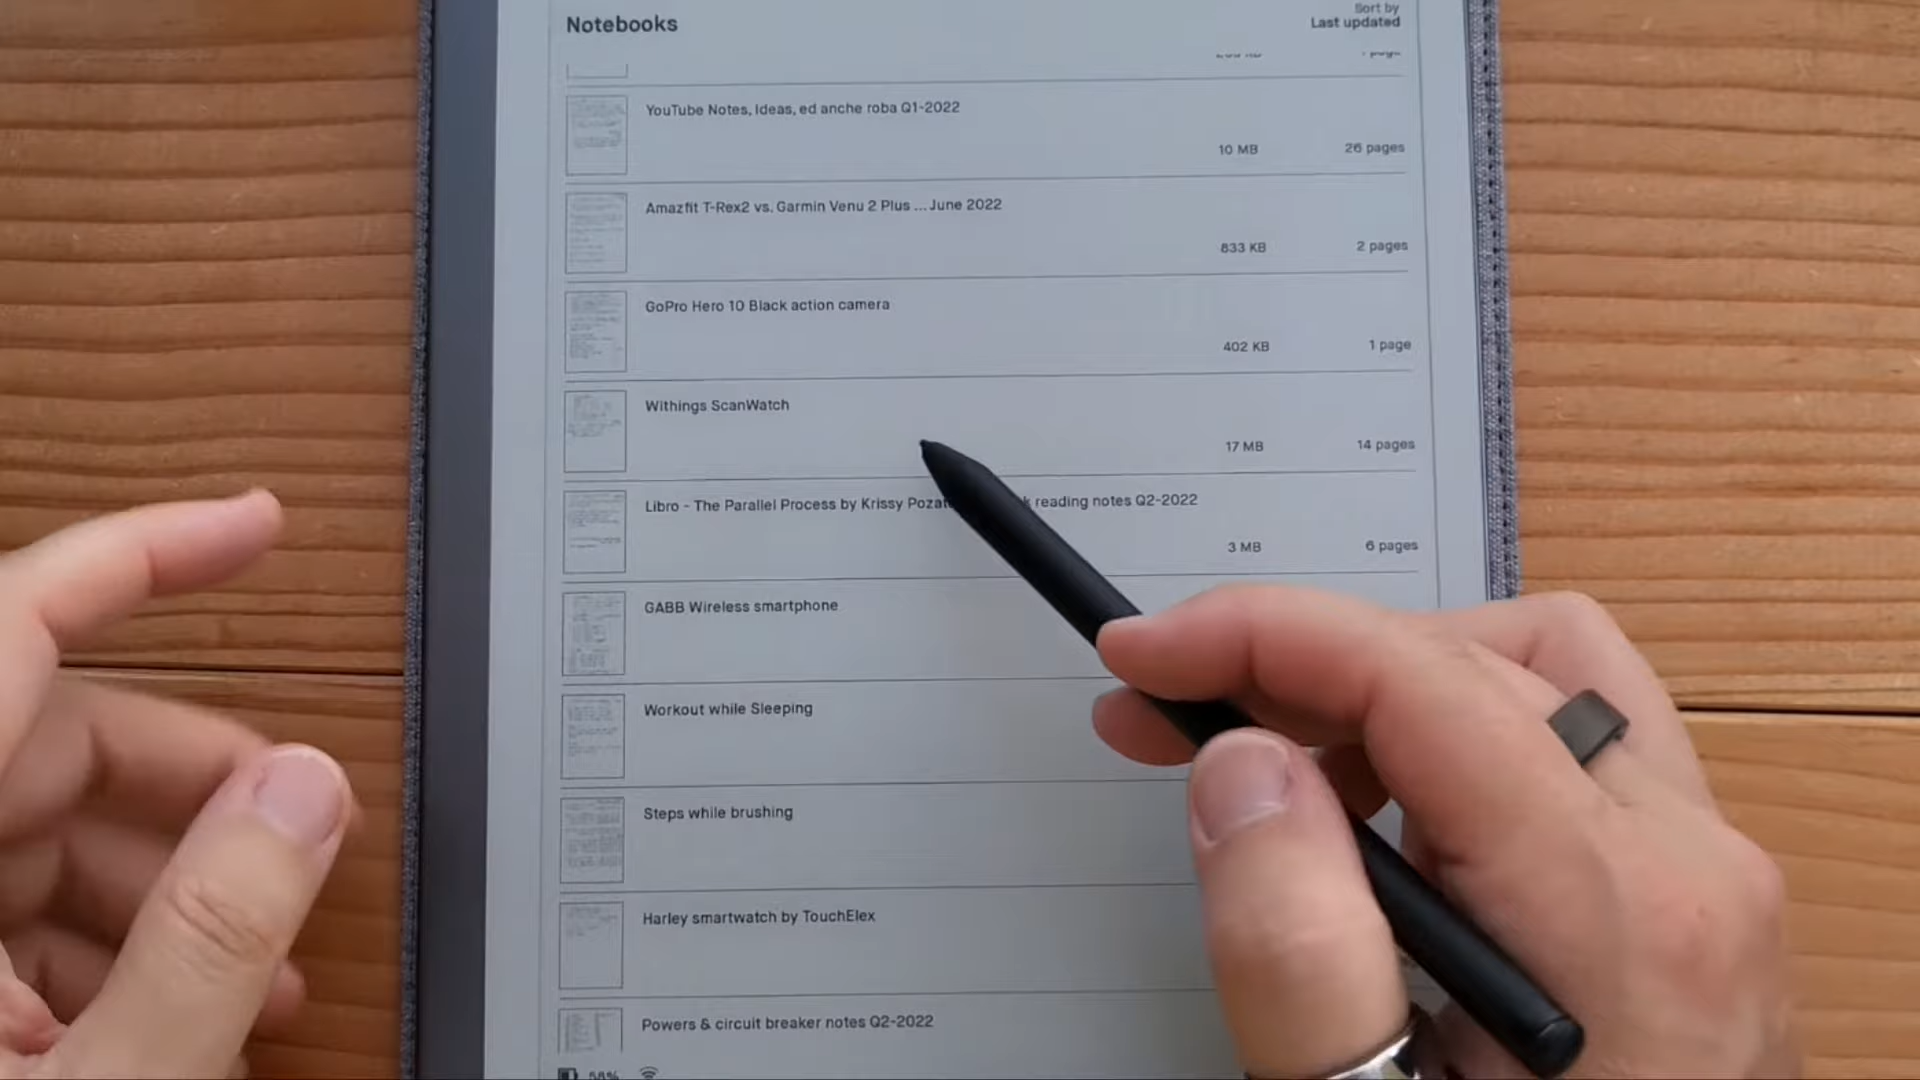 Notebooks
Sort by
Last updated
YouTube Notes, Ideas, ed anche roba Q1-2022
10 MB 26 pages
Amazfit T-Rex2 vs. Garmin Venu 2 Plus ... June 2022
833 KB 2 pages
GoPro Hero 10 Black action camera
402 KB 1 page
Withings ScanWatch
17 MB 14 pages
Libro - The Parallel Process by Krissy reading notes Q2-2022
3 MB 6 pages
GABB Wireless smartphone
Workout while Sleeping
Steps while brushing
Harley smartwatch by TouchElex
Powers & circuit breaker notes Q2-2022